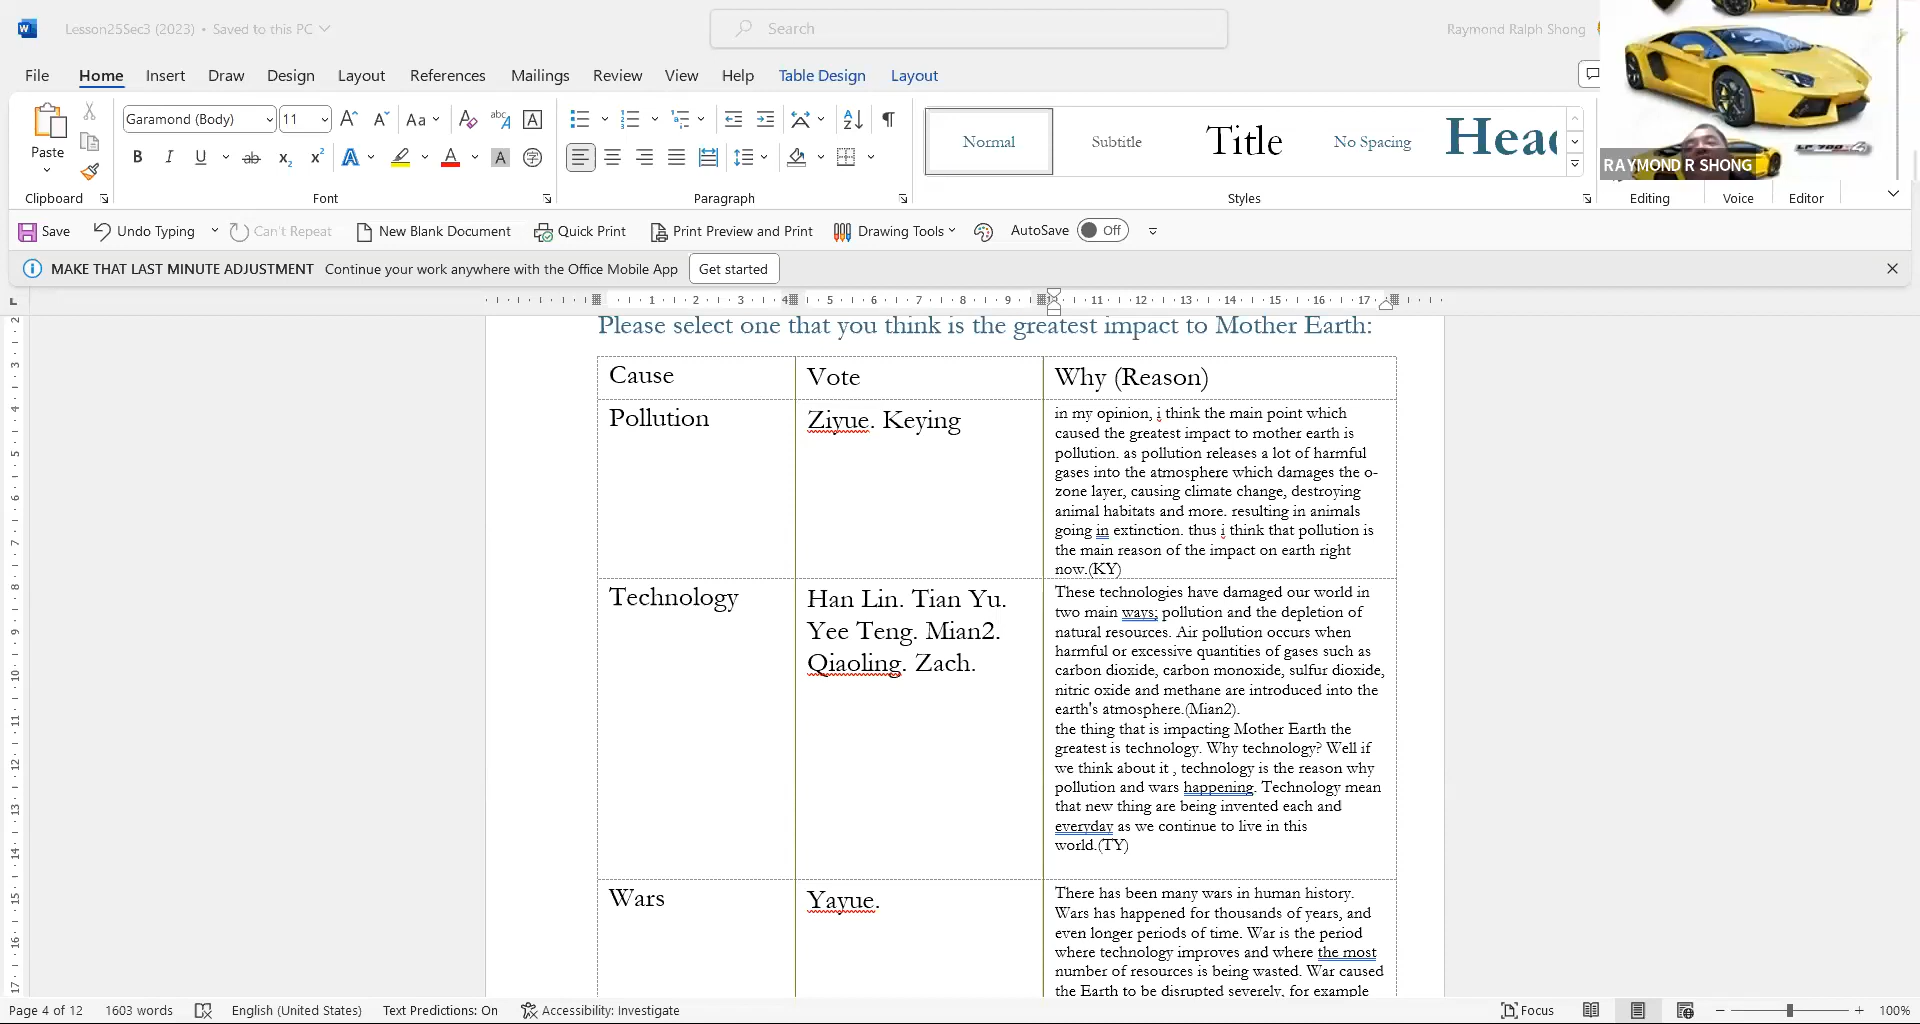 Lesson25Sec3 (2023) • Saved to this PC
Search
Raymond Ralph Shong
File Home Insert Draw Design Layout References Mailings Review View Help Table Design Layout
Paste
Garamond (Body) 11
Normal Subtitle Title No Spacing Head
RAYMOND R SHONG
Clipboard Font Paragraph Styles Editing Voice Editor
Save Undo Typing Can't Repeat New Blank Document Quick Print Print Preview and Print Drawing Tools AutoSave Off
MAKE THAT LAST MINUTE ADJUSTMENT Continue your work anywhere with the Office Mobile App Get started
1 2 3 4 5 6 7 8 9 11 12 13 14 15 16 17
Please select one that you think is the greatest impact to Mother Earth:
Cause Vote Why (Reason)
Pollution
Ziyue. Keying
in my opinion, i think the main point which
caused the greatest impact to mother earth is
pollution. as pollution releases a lot of harmful
gases into the atmosphere which damages the o-
zone layer, causing climate change, destroying
animal habitats and more. resulting in animals
going in extinction. thus i think that pollution is
the main reason of the impact on earth right
now.(KY)
Technology
Han Lin. Tian Yu.
Yee Teng. Mian2.
Qiaoling. Zach.
These technologies have damaged our world in
two main ways; pollution and the depletion of
natural resources. Air pollution occurs when
harmful or excessive quantities of gases such as
carbon dioxide, carbon monoxide, sulfur dioxide,
nitric oxide and methane are introduced into the
earth's atmosphere.(Mian2).
the thing that is impacting Mother Earth the
greatest is technology. Why technology? Well if
we think about it , technology is the reason why
pollution and wars happening. Technology mean
that new thing are being invented each and
everyday as we continue to live in this
world.(TY)
Wars
Yayue.
There has been many wars in human history.
Wars has happened for thousands of years, and
even longer periods of time. War is the period
where technology improves and where the most
number of resources is being wasted. War caused
the Earth to be disrupted severely, for example
Page 4 of 12 1603 words English (United States) Text Predictions: On Accessibility: Investigate Focus 100%